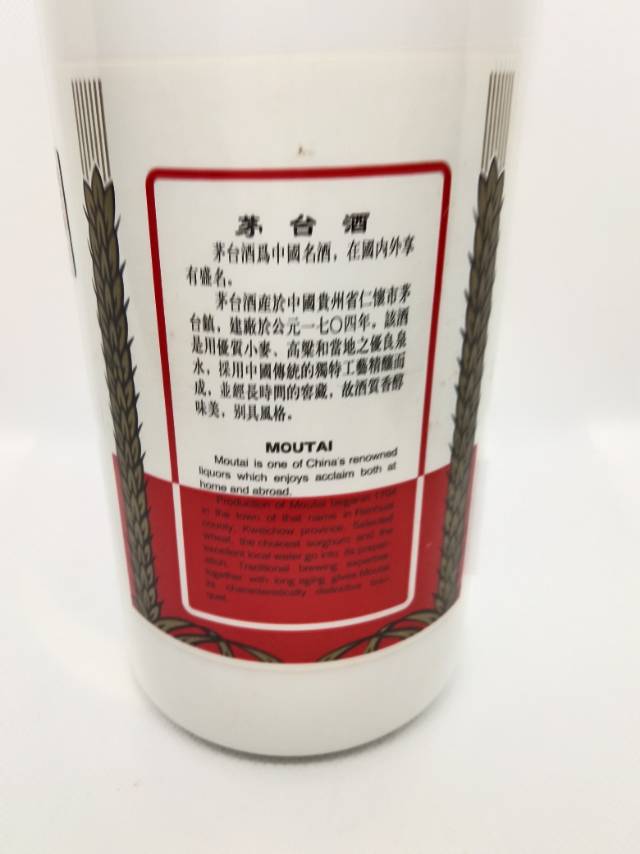 茅台酒
茅台酒爲中國名酒，在國内外享
有盛名。
茅台酒産於中國貴州省仁懷市茅
台鎮，建廠於公元一七〇四年。該酒
是用優質小麥、高粱和當地之優良泉
水，採用中國傳統的獨特工藝精釀而
成，並經長時間的窖藏，故酒質香醇
味美，别具風格。
MOUTAI
Moutai is one of China's renowned
liquors which enjoys acclaim both at
home and abroad.
Production of Moutai began in 1704
in the town of that name in Renhuai
county, Kweichow province. Selected
wheat, the choicest sorghum and the
excellent local water go into its prepar-
ation. Traditional brewing expertise
together with long aging gives Moutai
its characteristically distinctive bou-
quet.